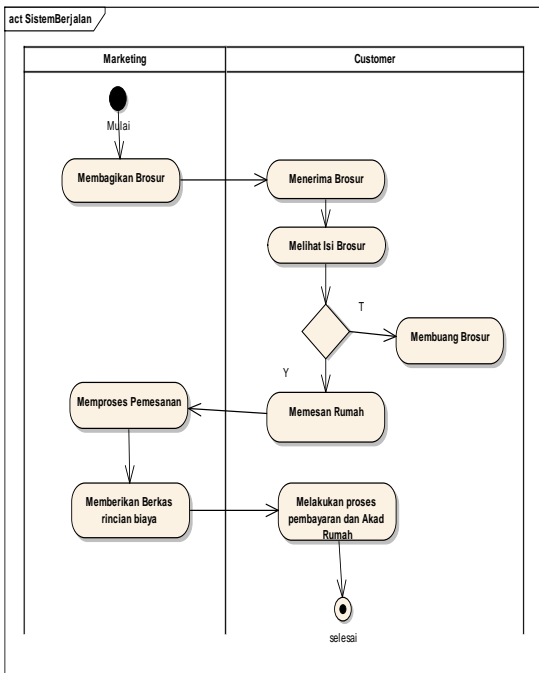 act SistemBerjalan
Marketing
Customer
Mulai
Membagikan Brosur
Menerima Brosur
Melihat Isi Brosur
T
Membuang Brosur
Y
Memproses Pemesanan
Memesan Rumah
Memberikan Berkas
rincian biaya
Melakukan proses
pembayaran dan Akad
Rumah
selesai